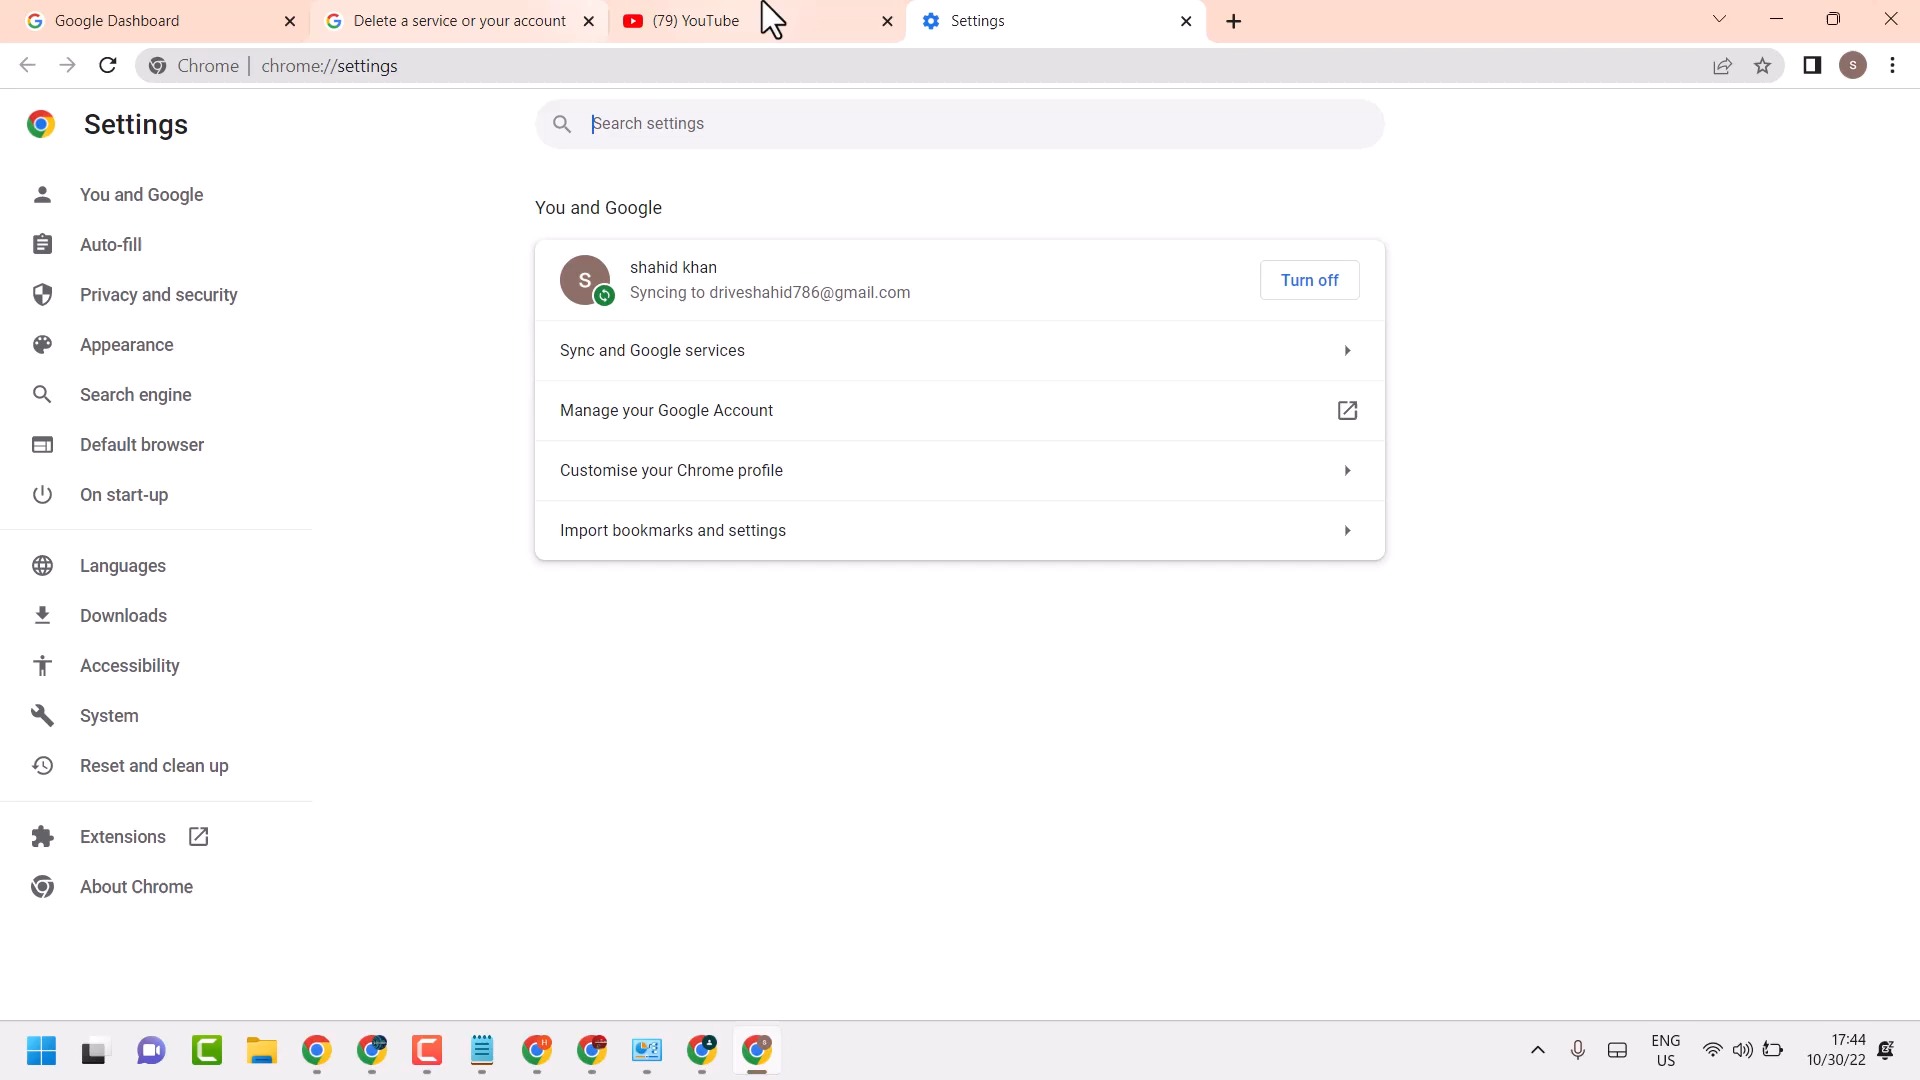 Google Dashboard
Delete a service or your account
(79) YouTube
Settings
Chrome | chrome://settings
S
Settings
Search settings
You and Google
Auto-fill
Privacy and security
Appearance
Search engine
Default browser
On start-up
Languages
Downloads
Accessibility
System
Reset and clean up
Extensions
About Chrome
You and Google
S
shahid khan
Syncing to driveshahid786@gmail.com
Turn off
Sync and Google services
Manage your Google Account
Customise your Chrome profile
Import bookmarks and settings
ENG
US
17:44
10/30/22